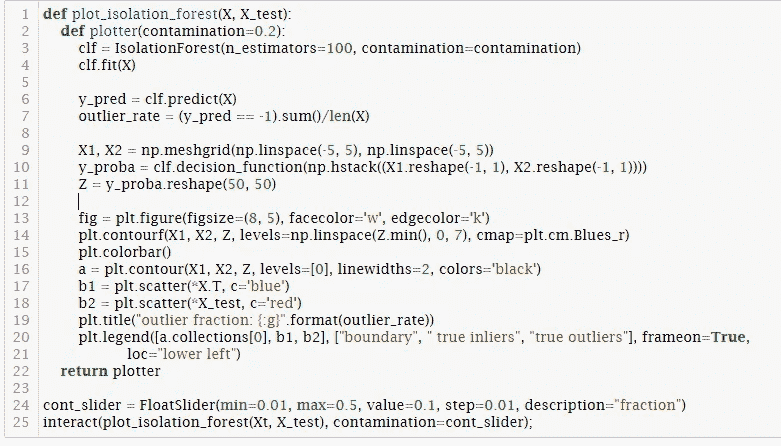 1 def plot_isolation_forest(X, X_test):
2 def plotter(contamination=0.2):
3 clf = IsolationForest(n_estimators=100, contamination=contamination)
4 clf.fit(X)
5
6 y_pred = clf.predict(X)
7 outlier_rate = (y_pred == -1).sum()/len(X)
8
9 X1, X2 = np.meshgrid(np.linspace(-5, 5), np.linspace(-5, 5))
10 y_proba = clf.decision_function(np.hstack((X1.reshape(-1, 1), X2.reshape(-1, 1))))
11 Z = y_proba.reshape(50, 50)
12
13 fig = plt.figure(figsize=(8, 5), facecolor='w', edgecolor='k')
14 plt.contourf(X1, X2, Z, levels=np.linspace(Z.min(), 0, 7), cmap=plt.cm.Blues_r)
15 plt.colorbar()
16 a = plt.contour(X1, X2, Z, levels=[0], linewidths=2, colors='black')
17 b1 = plt.scatter(*X.T, c='blue')
18 b2 = plt.scatter(*X_test, c='red')
19 plt.title("outlier fraction: {:g}".format(outlier_rate))
20 plt.legend([a.collections[0], b1, b2], ["boundary", " true inliers", "true outliers"], frameon=True,
21 loc="lower left")
22 return plotter
23
24 cont_slider = FloatSlider(min=0.01, max=0.5, value=0.1, step=0.01, description="fraction")
25 interact(plot_isolation_forest(Xt, X_test), contamination=cont_slider);